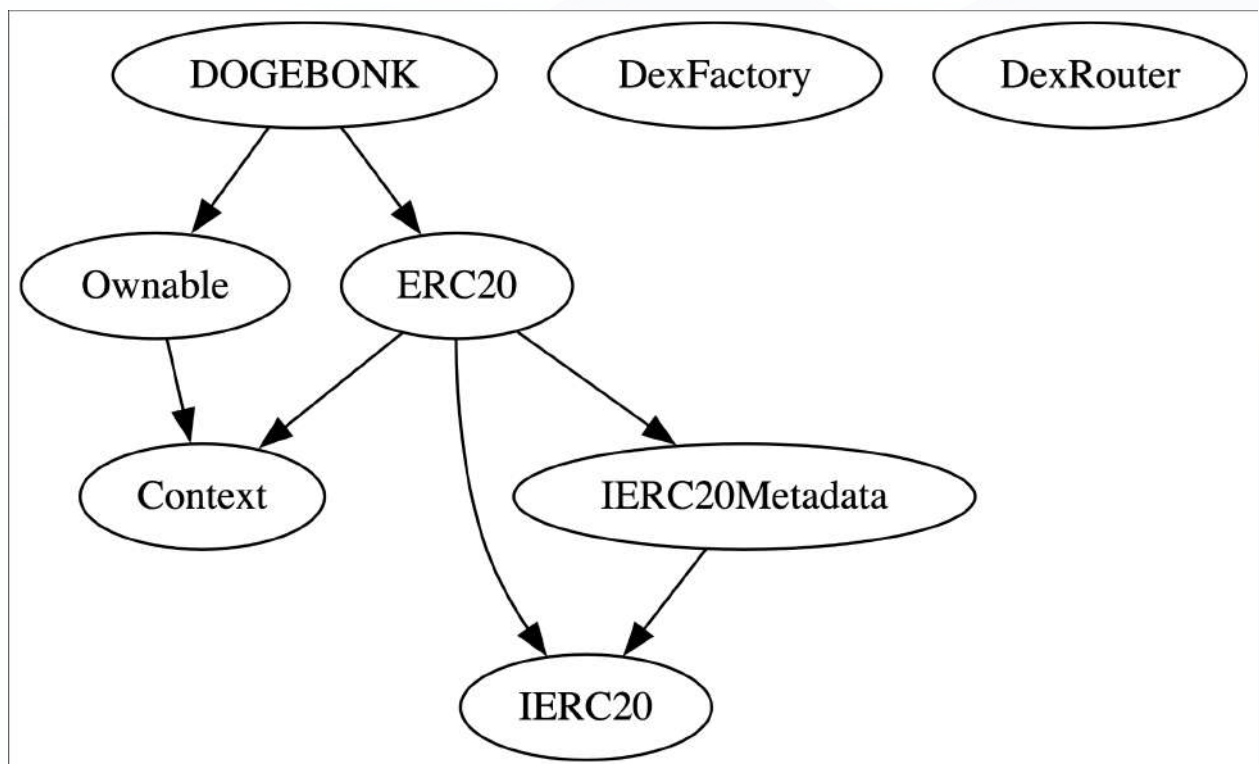 DOGEBONK
DexFactory
DexRouter
Ownable
ERC20
Context
IERC20Metadata
IERC20